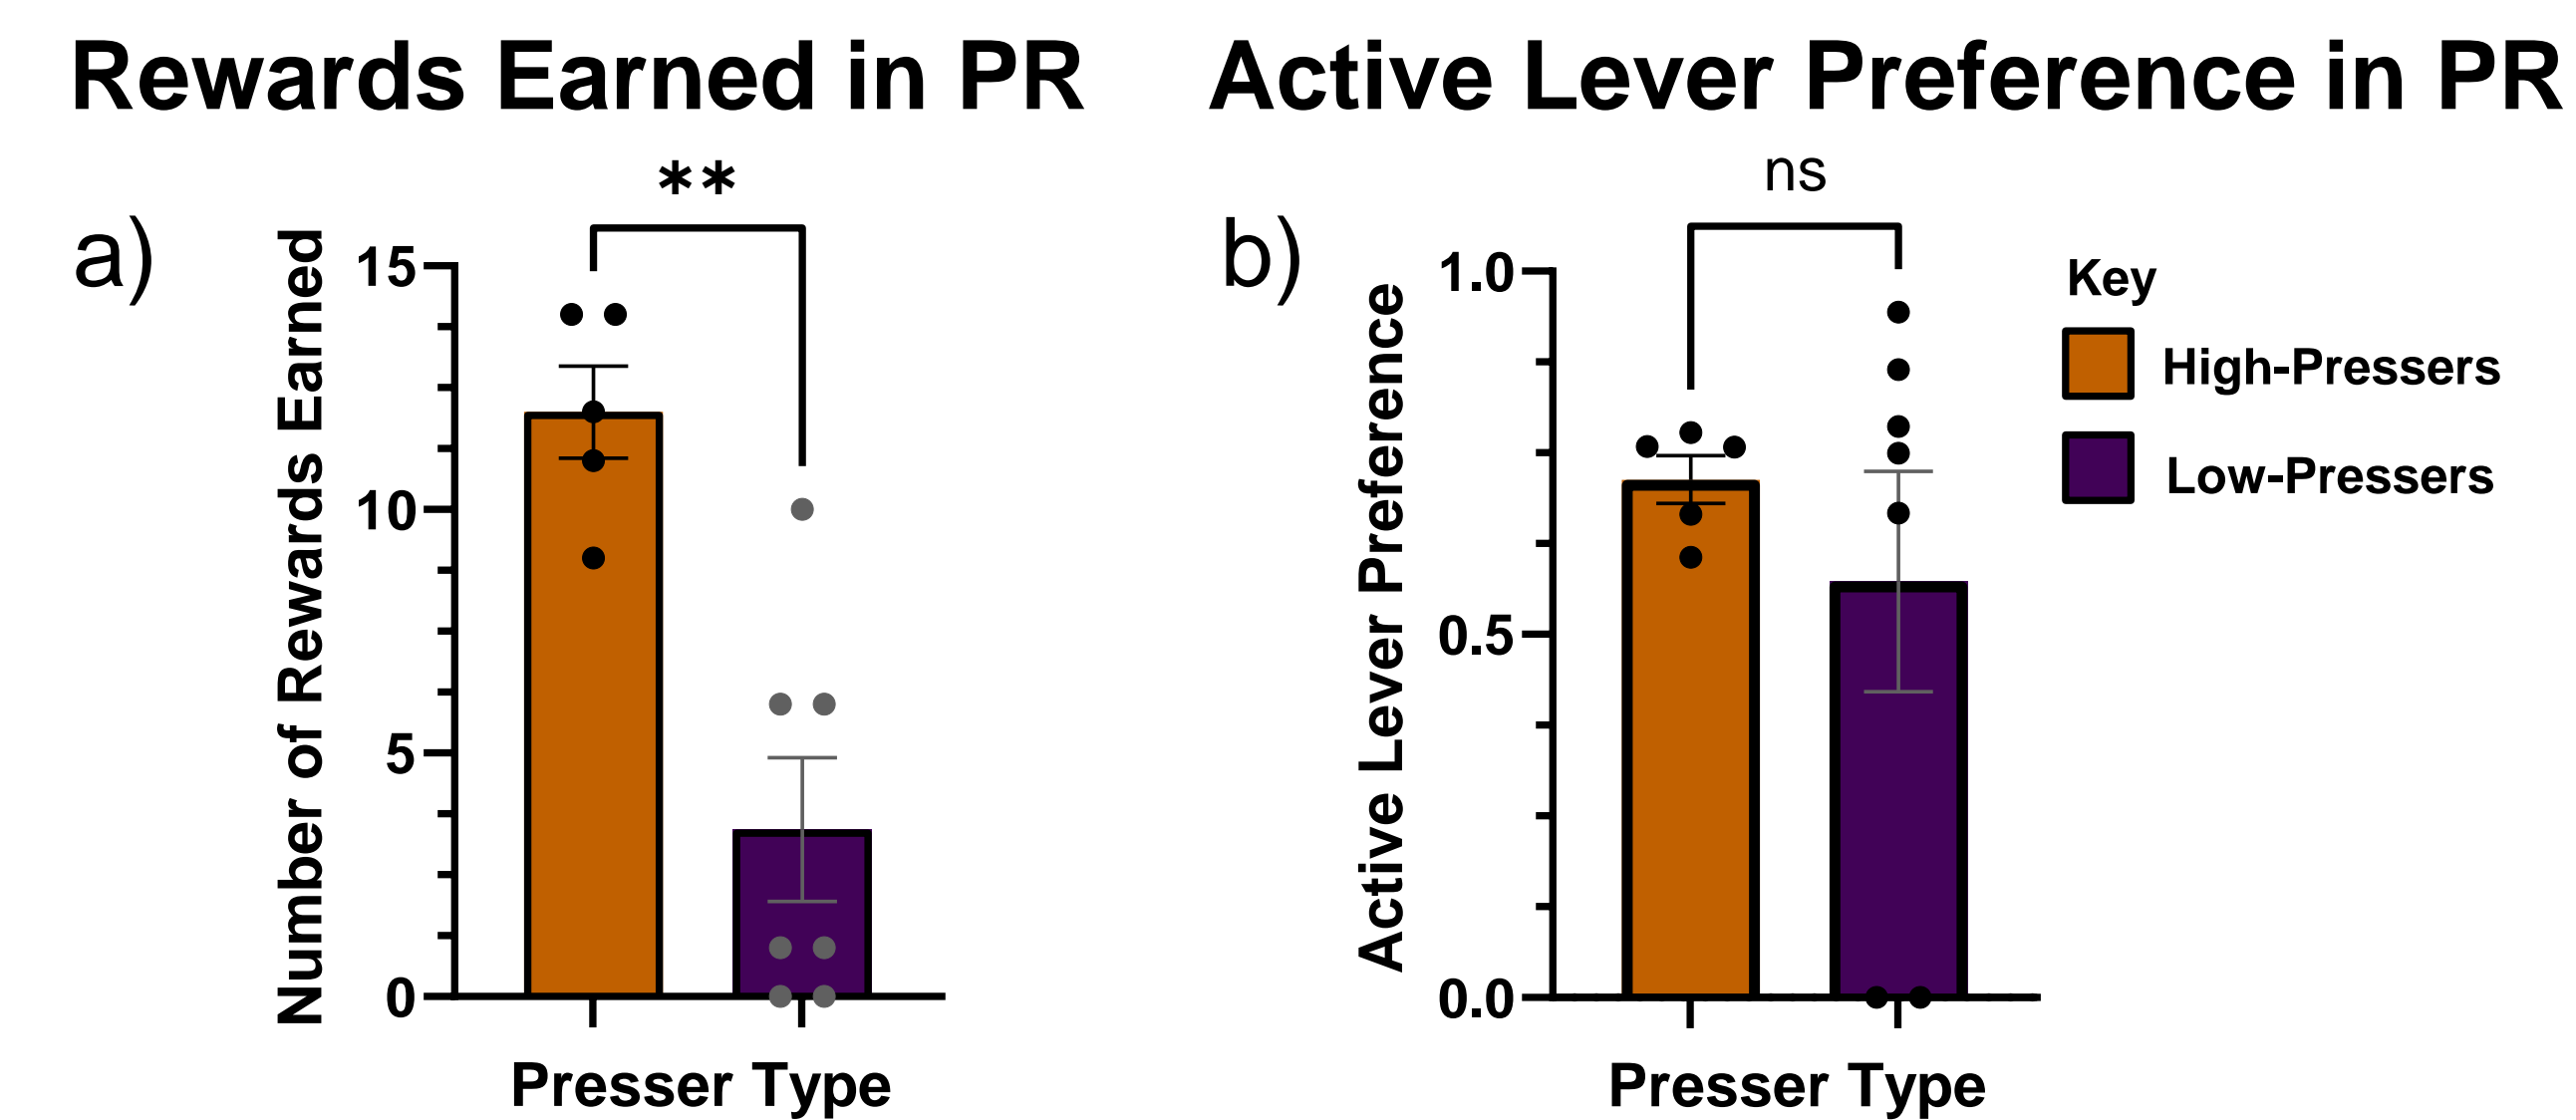 Rewards Earned in PR
Active Lever Preference in PR
a)
**
Number of Rewards Earned
15
10
5
0
Presser Type
b)
ns
Active Lever Preference
1.0
0.5
0.0
Presser Type
Key
High-Pressers
Low-Pressers